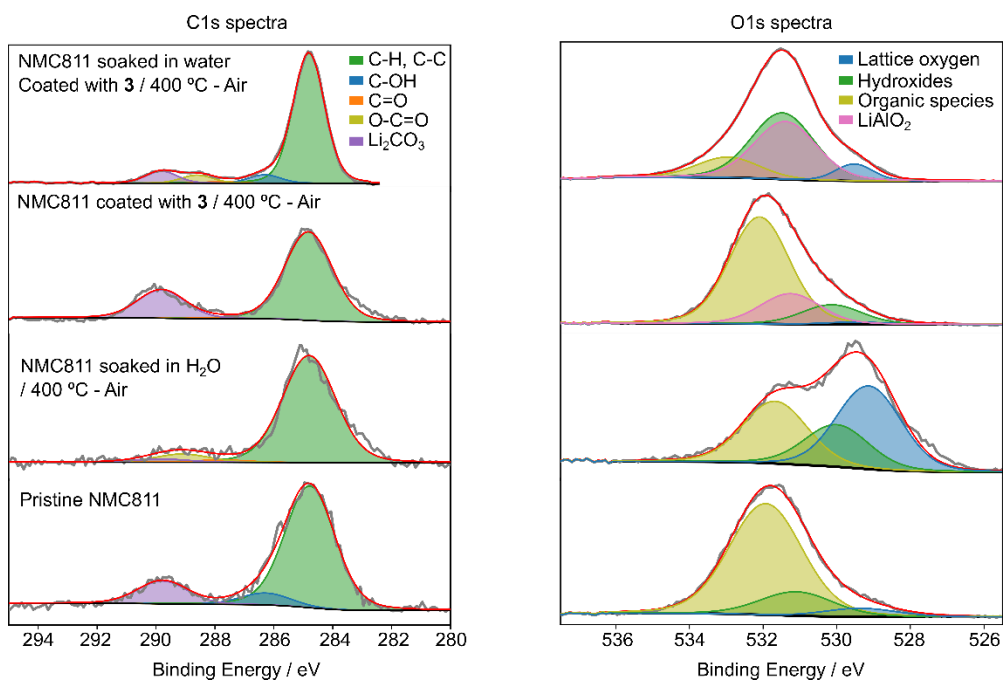 C1s spectra
NMC811 soaked in water
Coated with 3 / 400 ºC - Air
C-H, C-C
C-OH
C=O
O-C=O
Li₂CO₃
NMC811 coated with 3 / 400 ºC - Air
NMC811 soaked in H₂O
/ 400 ºC - Air
Pristine NMC811
294 292 290 288 286 284 282 280
Binding Energy / eV
O1s spectra
Lattice oxygen
Hydroxides
Organic species
LiAlO₂
536 534 532 530 528 526
Binding Energy / eV